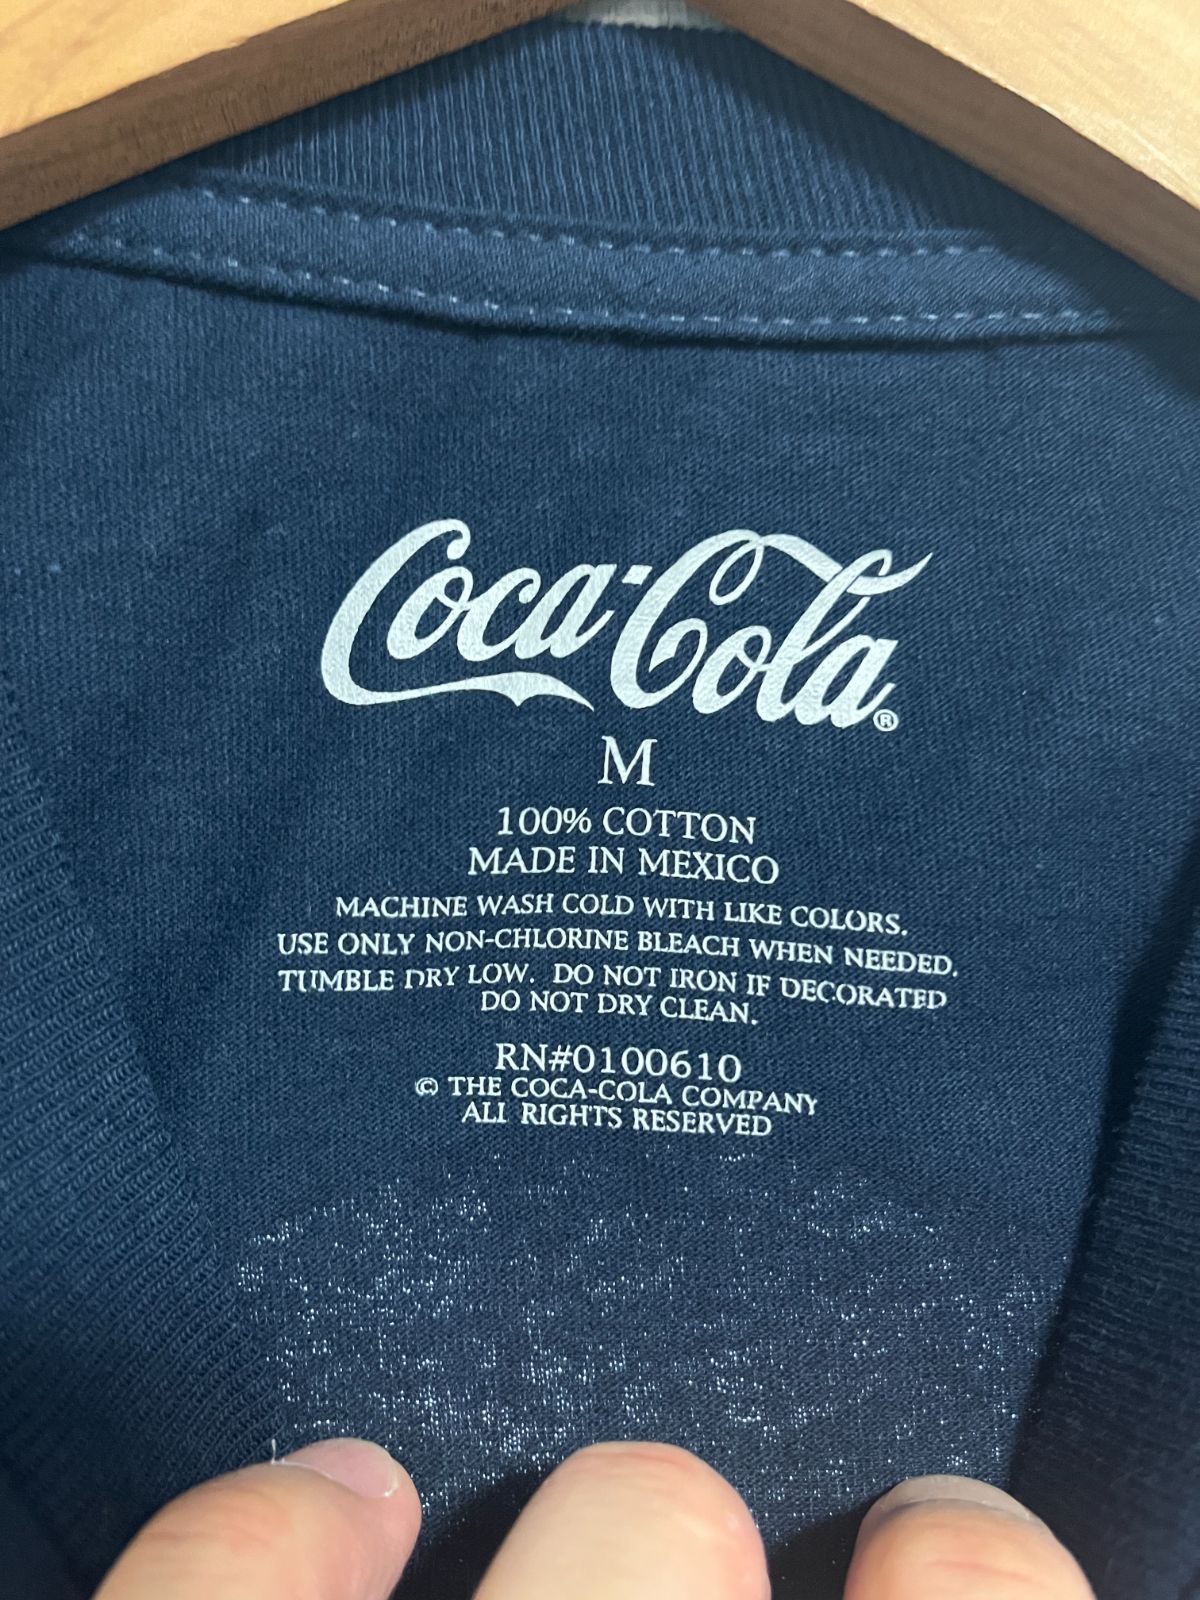 Coca-Cola®
M
100% COTTON
MADE IN MEXICO
MACHINE WASH COLD WITH LIKE COLORS.
USE ONLY NON-CHLORINE BLEACH WHEN NEEDED.
TUMBLE DRY LOW. DO NOT IRON IF DECORATED
DO NOT DRY CLEAN.
RN#0100610
© THE COCA-COLA COMPANY
ALL RIGHTS RESERVED